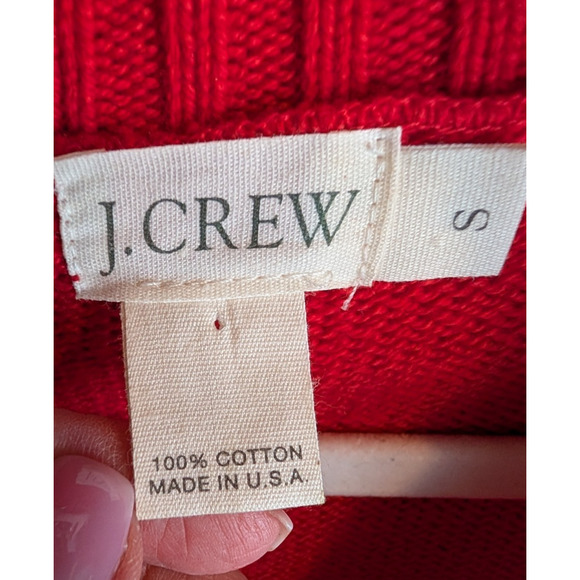 J.CREW
S
100% COTTON
MADE IN U.S.A.